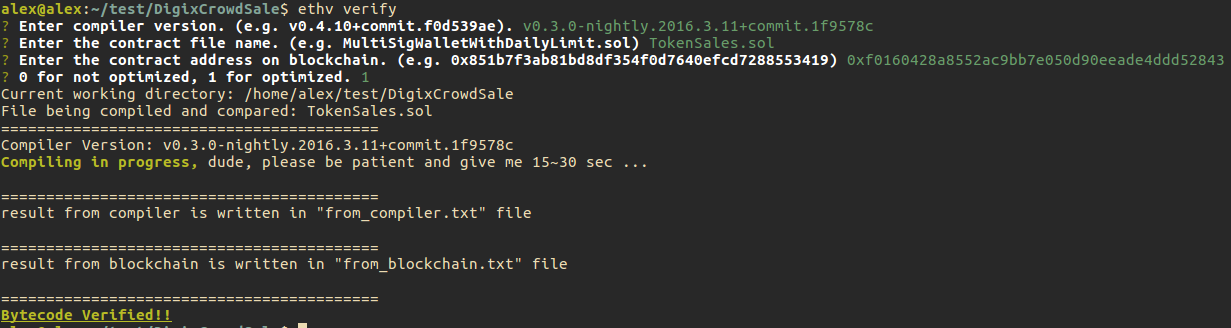 alex@alex:~/test/DigixCrowdSale$ ethv verify
? Enter compiler version. (e.g. v0.4.10+commit.f0d539ae). v0.3.0-nightly.2016.3.11+commit.1f9578c
? Enter the contract file name. (e.g. MultiSigWalletWithDailyLimit.sol) TokenSales.sol
? Enter the contract address on blockchain. (e.g. 0x851b7f3ab81bd8df354f0d7640efcd7288553419) 0xf0160428a8552ac9bb7e050d90eeade4ddd52843
? 0 for not optimized, 1 for optimized. 1
Current working directory: /home/alex/test/DigixCrowdSale
File being compiled and compared: TokenSales.sol
==========================================
Compiler Version: v0.3.0-nightly.2016.3.11+commit.1f9578c
Compiling in progress, dude, please be patient and give me 15~30 sec ...
==========================================
result from compiler is written in "from_compiler.txt" file
==========================================
result from blockchain is written in "from_blockchain.txt" file
==========================================
Bytecode Verified!!
alex@alex:~/test/DigixCrowdSale$